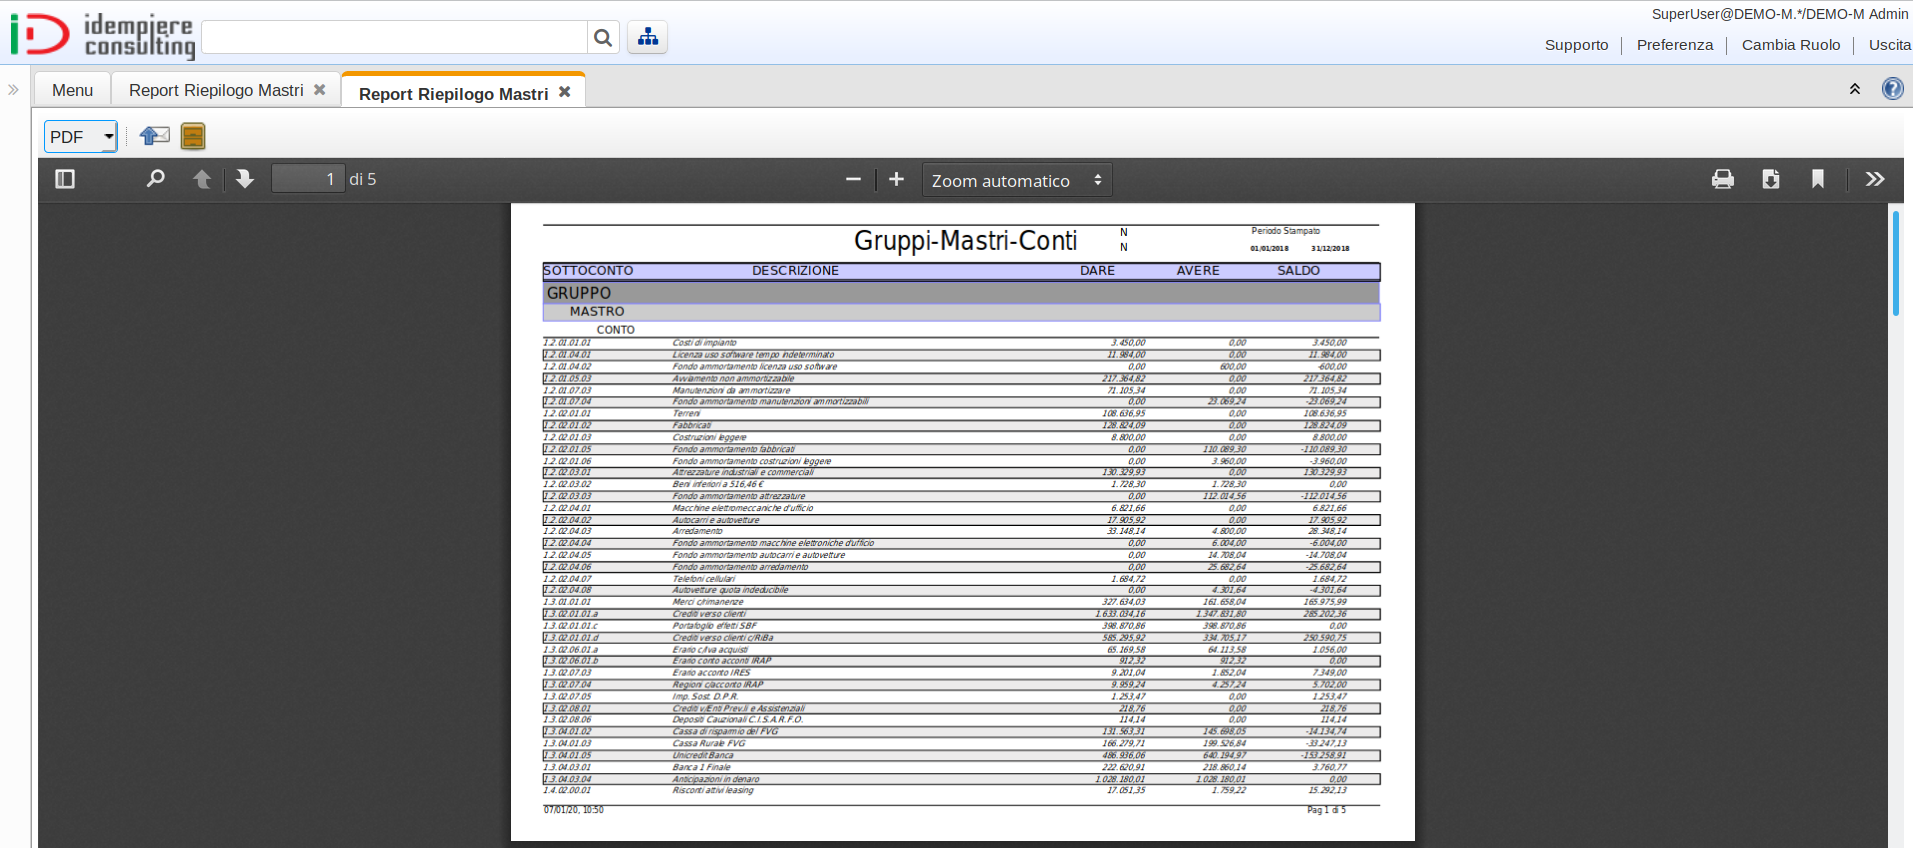 SuperUser@DEMO-M.*/DEMO-M Admin
idempiere
consulting
Supporto Preferenza Cambia Ruolo Uscita
Menu Report Riepilogo Mastri Report Riepilogo Mastri
PDF
1 di 5 Zoom automatico
Gruppi-Mastri-Conti N Periodo Stampato
N 01/01/2018 31/12/2018
SOTTOCONTO DESCRIZIONE DARE AVERE SALDO
GRUPPO
MASTRO
CONTO
1.2.01.01.01 Costi di impianto 3.450,00 0,00 3.450,00
1.2.01.04.01 Licenza uso software tempo indeterminato 11.984,00 0,00 11.984,00
1.2.01.04.02 Fondo ammortamento licenza uso software 0,00 600,00 -600,00
1.2.01.05.03 Avviamento non ammortizzabile 217.364,82 0,00 217.364,82
1.2.01.07.03 Manutenzioni da ammortizzare 71.105,34 0,00 71.105,34
1.2.01.07.04 Fondo ammortamento manutenzioni ammortizzabili 0,00 23.069,24 -23.069,24
1.2.02.01.01 Terreni 108.636,95 0,00 108.636,95
1.2.02.01.02 Fabbricati 128.824,09 0,00 128.824,09
1.2.02.01.03 Costruzioni leggere 8.800,00 0,00 8.800,00
1.2.02.01.05 Fondo ammortamento fabbricati 0,00 110.089,30 -110.089,30
1.2.02.01.06 Fondo ammortamento costruzioni leggere 0,00 3.960,00 -3.960,00
1.2.02.03.01 Attrezzature industriali e commerciali 130.329,93 0,00 130.329,93
1.2.02.03.02 Beni inferiori a 516,46 € 1.728,30 1.728,30 0,00
1.2.02.03.03 Fondo ammortamento attrezzature 0,00 112.014,56 -112.014,56
1.2.02.04.01 Macchine elettromeccaniche d'ufficio 6.821,66 0,00 6.821,66
1.2.02.04.02 Autocarri e autovetture 17.905,92 0,00 17.905,92
1.2.02.04.03 Arredamento 33.148,14 4.800,00 28.348,14
1.2.02.04.04 Fondo ammortamento macchine elettroniche d'ufficio 0,00 6.004,00 -6.004,00
1.2.02.04.05 Fondo ammortamento autocarri e autovetture 0,00 14.708,04 -14.708,04
1.2.02.04.06 Fondo ammortamento arredamento 0,00 25.682,64 -25.682,64
1.2.02.04.07 Telefoni cellulari 1.684,72 0,00 1.684,72
1.2.02.04.08 Autovetture quota indeducibile 0,00 4.301,64 -4.301,64
1.3.01.01.01 Merci c/rimanenze 327.634,03 161.658,04 165.975,99
1.3.02.01.01.a Crediti verso clienti 1.633.034,16 1.347.831,80 285.202,36
1.3.02.01.01.c Portafoglio effetti SBF 398.870,86 398.870,86 0,00
1.3.02.01.01.d Crediti verso clienti c/RiBa 585.295,92 334.705,17 250.590,75
1.3.02.06.01.a Erario c/Iva acquisti 65.169,58 64.113,58 1.056,00
1.3.02.06.01.b Erario conto acconti IRAP 912,32 912,32 0,00
1.3.02.07.03 Erario acconto IRES 9.201,04 1.852,04 7.349,00
1.3.02.07.04 Regioni c/acconto IRAP 9.959,24 4.257,24 5.702,00
1.3.02.07.05 Imp. Sost. D.P.R. 1.253,47 0,00 1.253,47
1.3.02.08.01 Crediti v/Enti Prev.li e Assistenziali 218,76 0,00 218,76
1.3.02.08.06 Depositi Cauzionali C.I.S.A.R.F.O. 114,14 0,00 114,14
1.3.04.01.02 Cassa di risparmio del FVG 131.563,31 145.698,05 -14.134,74
1.3.04.01.03 Cassa Rurale FVG 166.279,71 199.526,84 -33.247,13
1.3.04.01.05 Unicredit Banca 486.936,06 640.194,97 -153.258,91
1.3.04.03.01 Banca 1 Finale 222.620,91 218.860,14 3.760,77
1.3.04.03.04 Anticipazioni in denaro 1.028.180,01 1.028.180,01 0,00
1.4.02.00.01 Risconti attivi leasing 17.051,35 1.759,22 15.292,13
07/01/20, 10:50 Pag 1 di 5